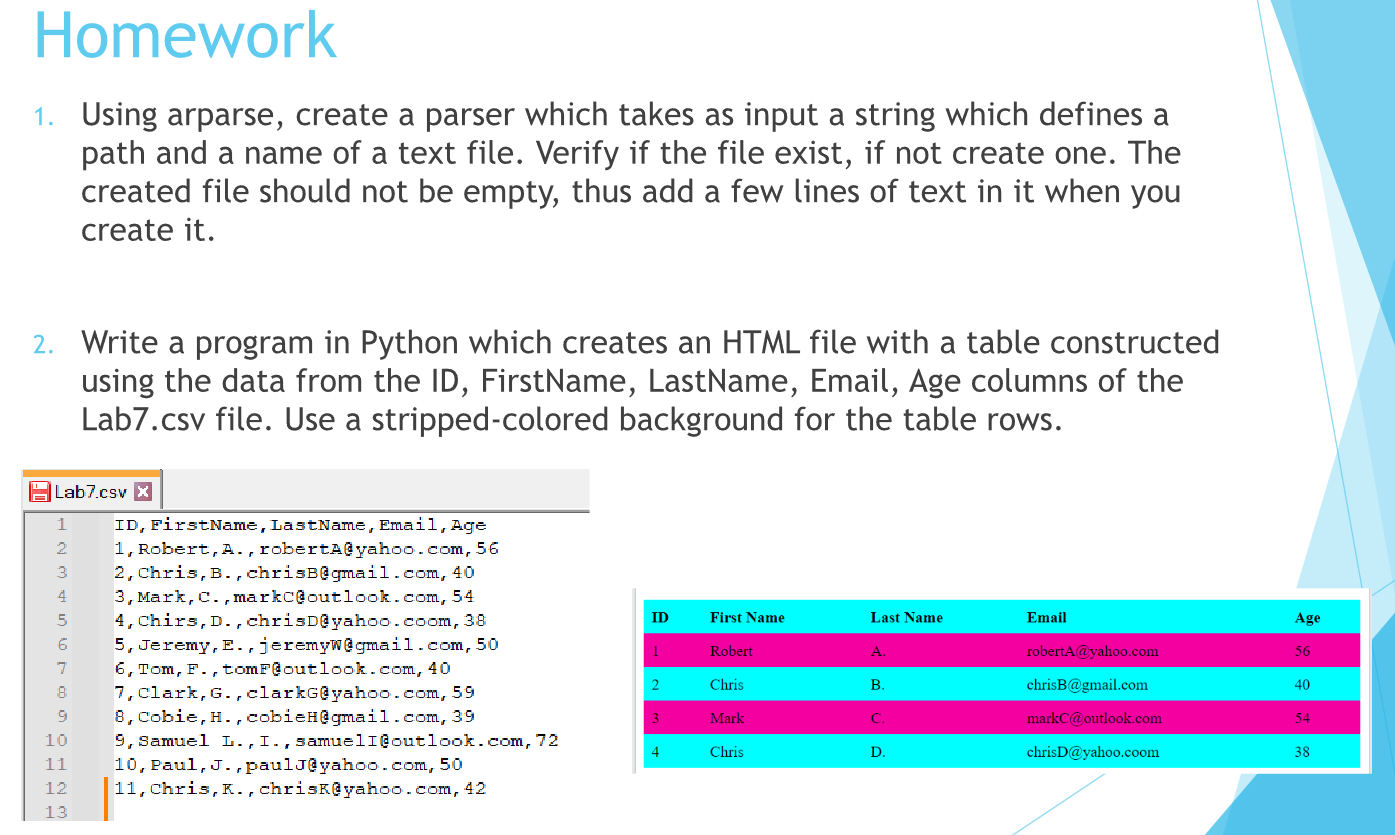 Homework
1. Using arparse, create a parser which takes as input a string which defines a
path and a name of a text file. Verify if the file exist, if not create one. The
created file should not be empty, thus add a few lines of text in it when you
create it.
2. Write a program in Python which creates an HTML file with a table constructed
using the data from the ID, FirstName, LastName, Email, Age columns of the
Lab7.csv file. Use a stripped-colored background for the table rows.
Lab7.csv
1 ID,FirstName,LastName,Email,Age
2 1,Robert,A.,robertA@yahoo.com,56
3 2,Chris,B.,chrisB@gmail.com,40
4 3,Mark,C.,markC@outlook.com,54
5 4,Chirs,D.,chrisD@yahoo.coom,38
6 5,Jeremy,E.,jeremyW@gmail.com,50
7 6,Tom,F.,tomF@outlook.com,40
8 7,Clark,G.,clarkG@yahoo.com,59
9 8,Cobie,H.,cobieH@gmail.com,39
10 9,Samuel L.,I.,samuelI@outlook.com,72
11 10,Paul,J.,paulJ@yahoo.com,50
12 11,Chris,K.,chrisK@yahoo.com,42
13
ID First Name Last Name Email Age
1 Robert A. robertA@yahoo.com 56
2 Chris B. chrisB@gmail.com 40
3 Mark C. markC@outlook.com 54
4 Chris D. chrisD@yahoo.coom 38